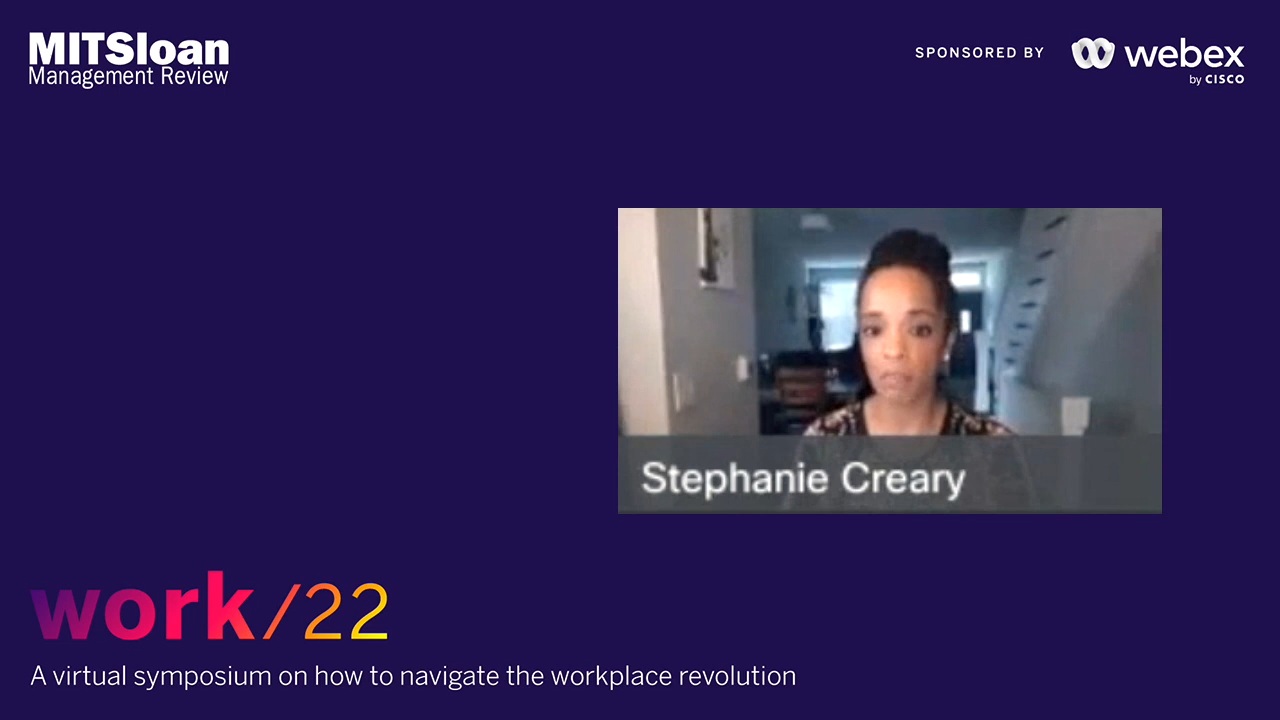 MITSloan
Management Review
SPONSORED BY
webex
by CISCO
Stephanie Creary
work/22
A virtual symposium on how to navigate the workplace revolution